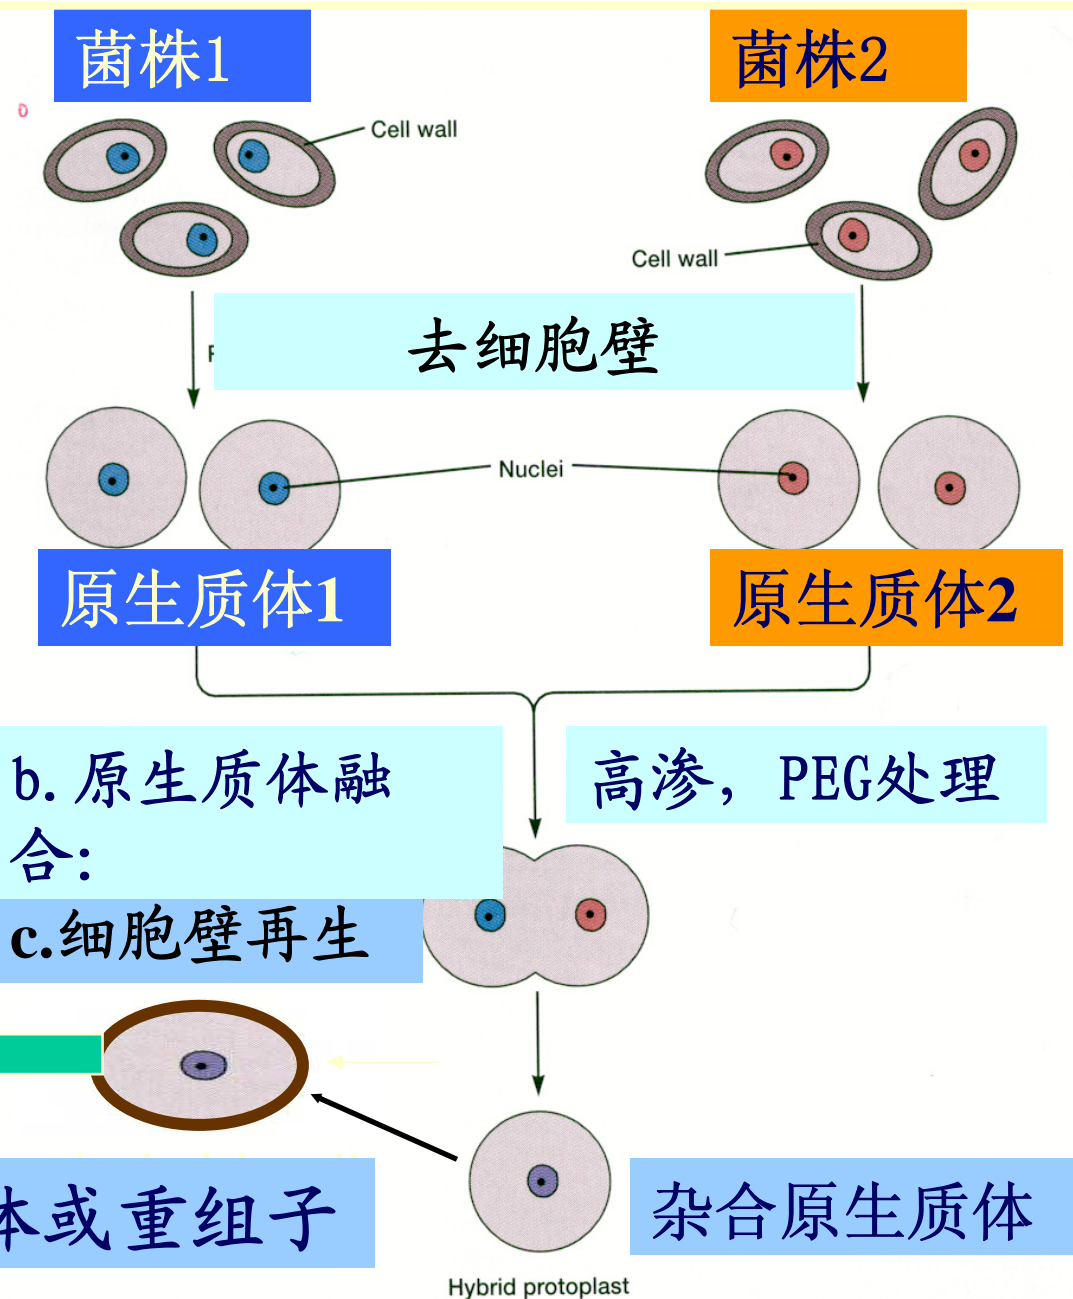 菌株1
菌株2
Cell wall
Cell wall
去细胞壁
Nuclei
原生质体1
原生质体2
b.原生质体融
合:
高渗，PEG处理
c.细胞壁再生
体或重组子
杂合原生质体
Hybrid protoplast